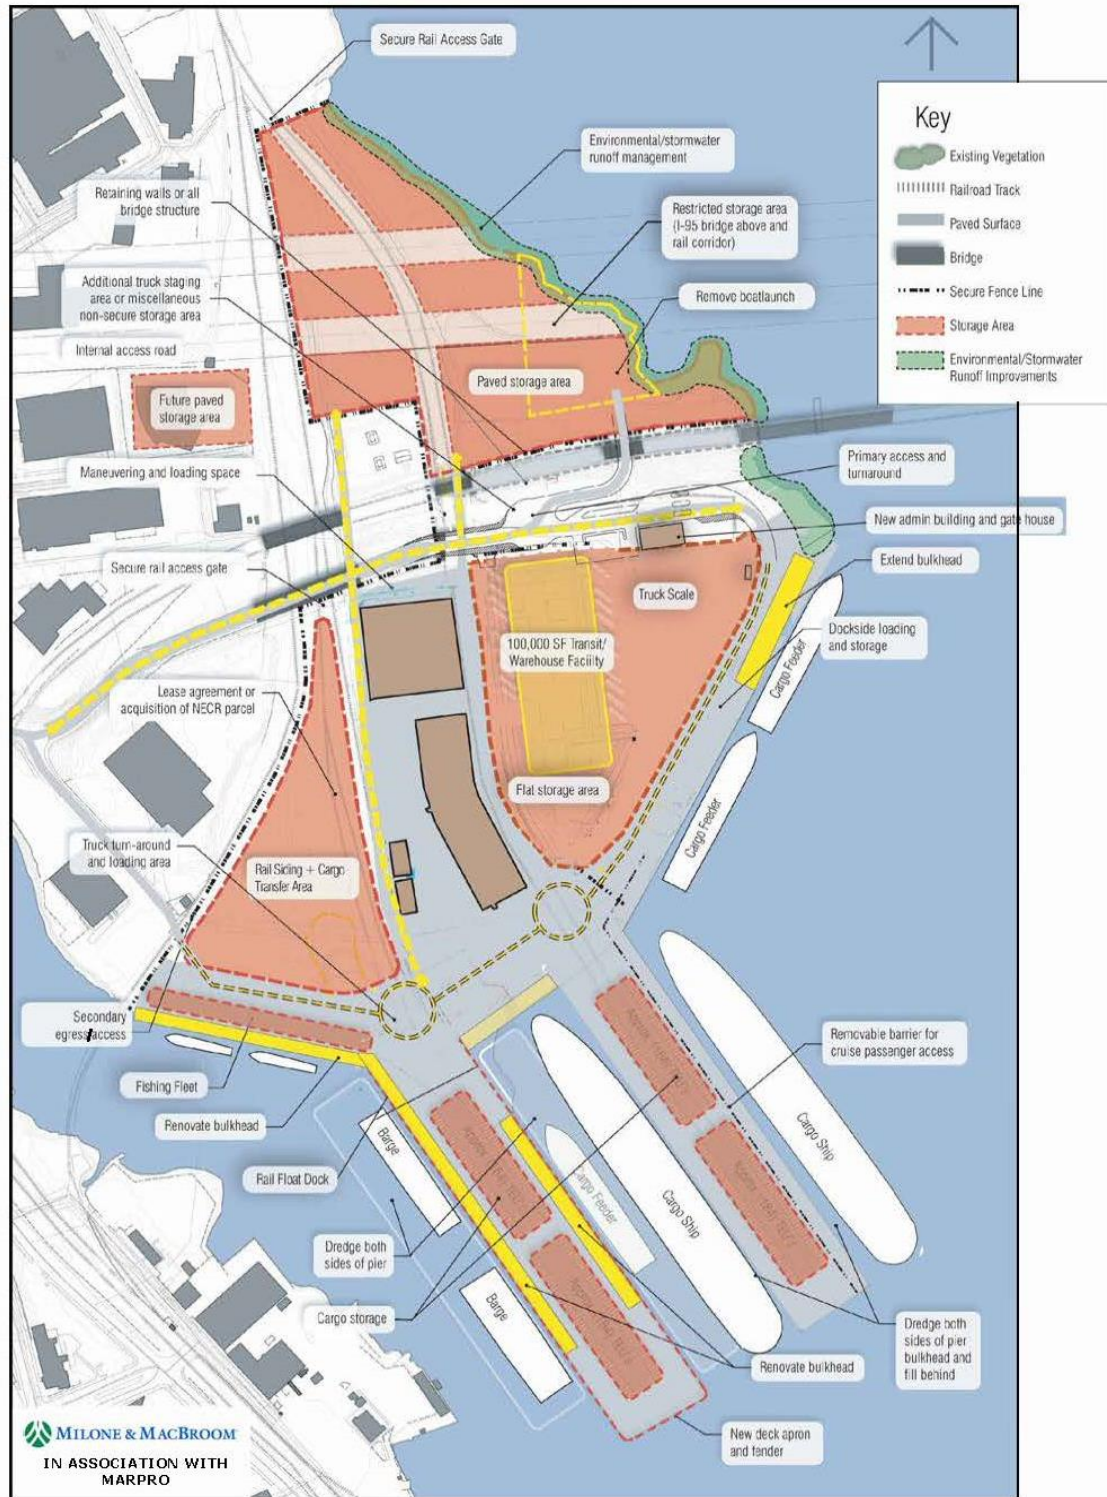 Secure Rail Access Gate
Key
Existing Vegetation
Railroad Track
Paved Surface
Bridge
Secure Fence Line
Storage Area
Environmental/Stormwater
Runoff Improvements
Environmental/stormwater
runoff management
Retaining walls or all
bridge structure
Restricted storage area
(I-95 bridge above and
rail corridor)
Additional truck staging
area or miscellaneous
non-secure storage area
Remove boatlaunch
Internal access road
Paved storage area
Future paved
storage area
Maneuvering and loading space
Primary access and
turnaround
New admin building and gate house
Secure rail access gate
Extend bulkhead
Truck Scale
100,000 SF Transit/
Warehouse Facility
Dockside loading
and storage
Cargo Feeder
Lease agreement or
acquisition of NECR parcel
Flat storage area
Cargo Feeder
Truck turn-around
and loading area
Rail Siding + Cargo
Transfer Area
Secondary
egress/access
Removable barrier for
cruise passenger access
Fishing Fleet
Renovate bulkhead
Barge
Cargo Ship
Rail Float Dock
Cargo Feeder
Cargo Ship
Dredge both
sides of pier
Barge
Cargo storage
Dredge both
sides of pier
bulkhead and
fill behind
Renovate bulkhead
New deck apron
and fender
MILONE & MACBROOM
IN ASSOCIATION WITH
MARPRO